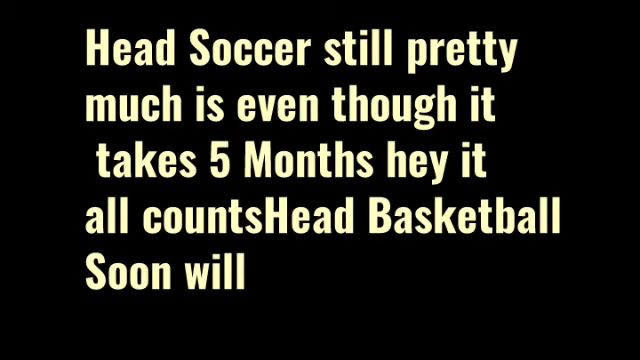 Head Soccer still pretty
much is even though it
takes 5 Months hey it
all countsHead Basketball
Soon will